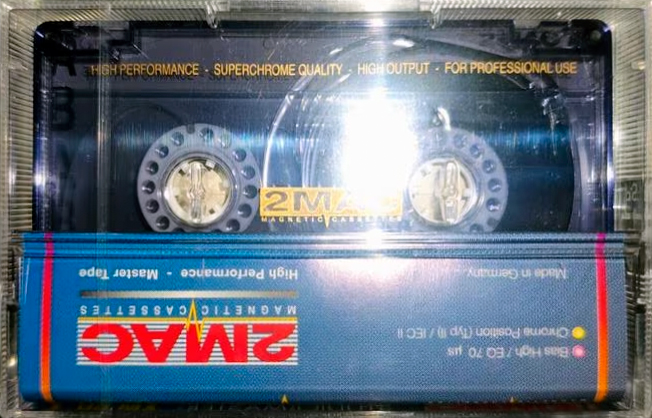 HIGH PERFORMANCE - SUPERCHROME QUALITY - HIGH OUTPUT - FOR PROFESSIONAL USE
2MAC
MAGNETIC CASSETTES
2MAC
MAGNETIC CASSETTES
High Performance - Master Tape
Bias High / EQ 70 µs
Chrome Position (Typ II) / IEC II
Made in Germany